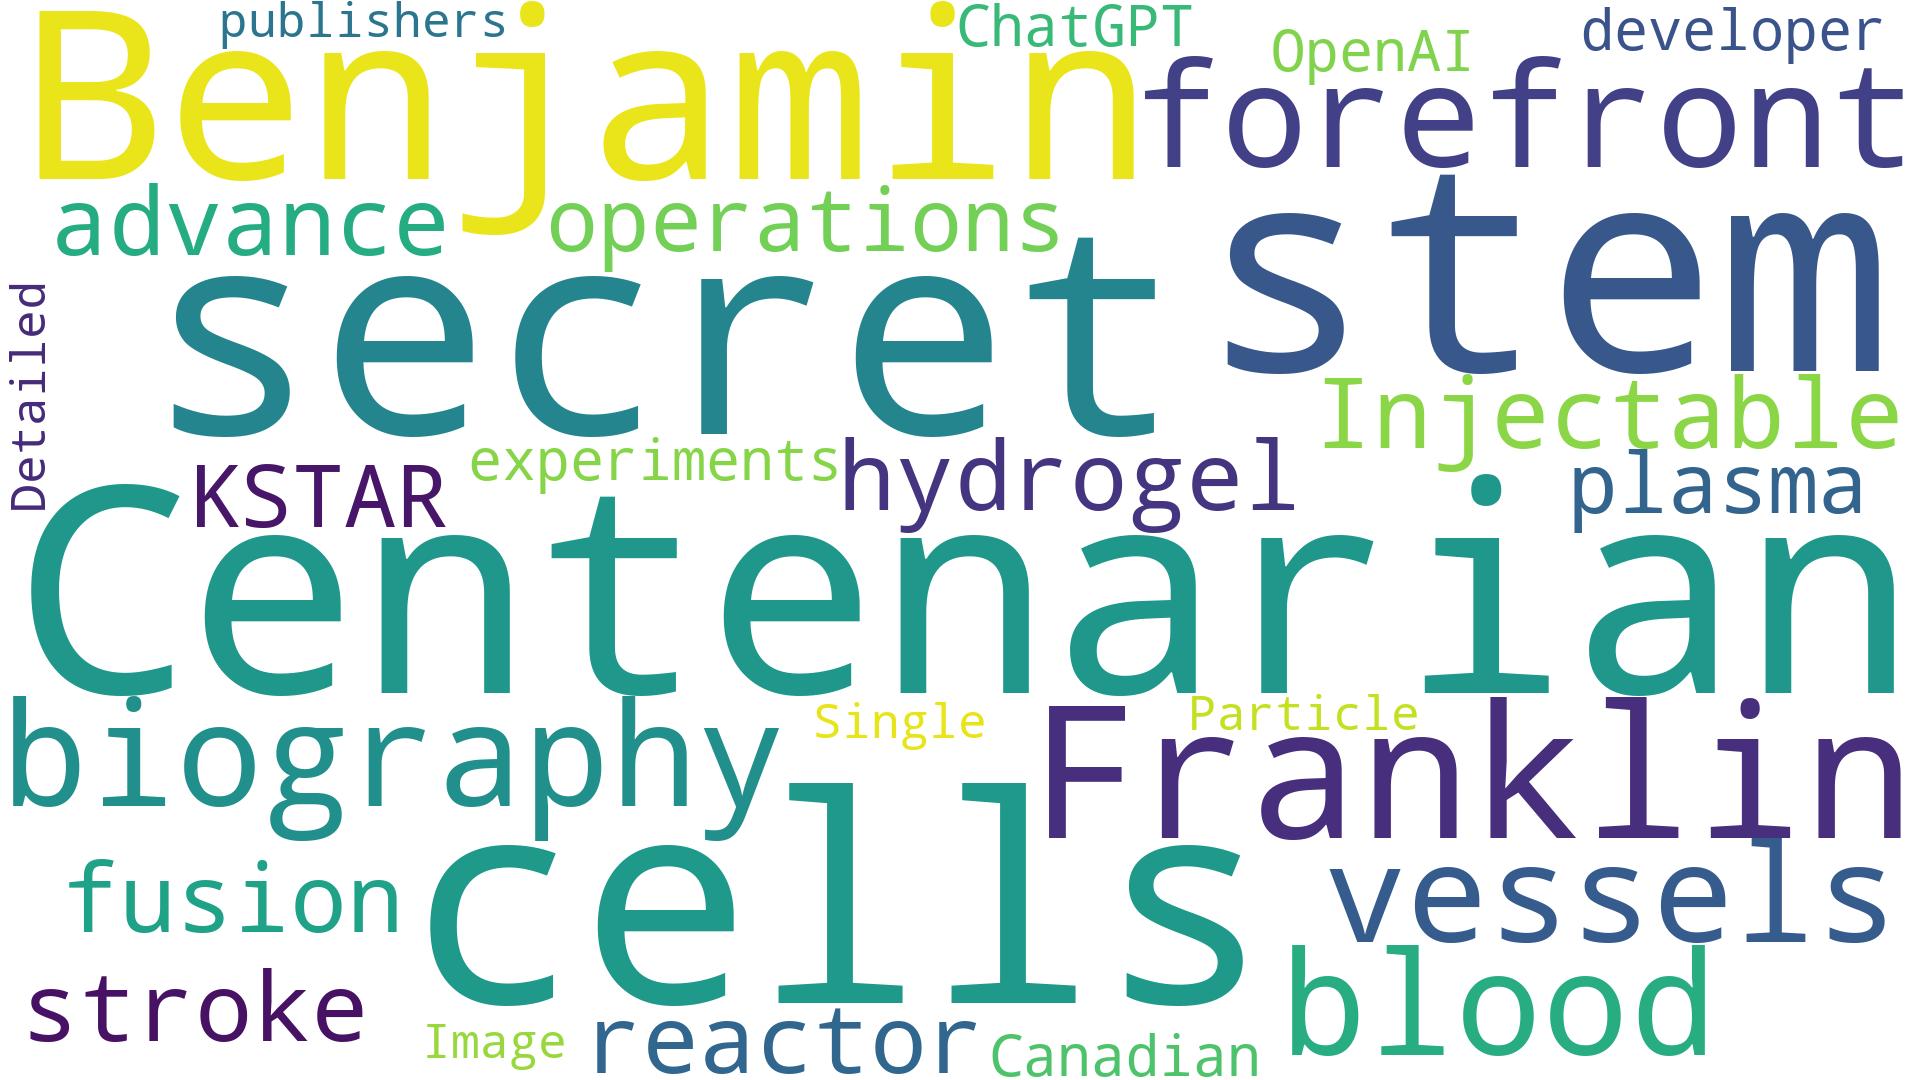 publishers
ChatGPT
OpenAI
developer
Benjamin
forefront
advance
operations
stem
secret
Detailed
Injectable
KSTAR
experiments
hydrogel
plasma
Centenarian
biography
Single
Particle
Franklin
cells
fusion
vessels
stroke
blood
Image
reactor
Canadian